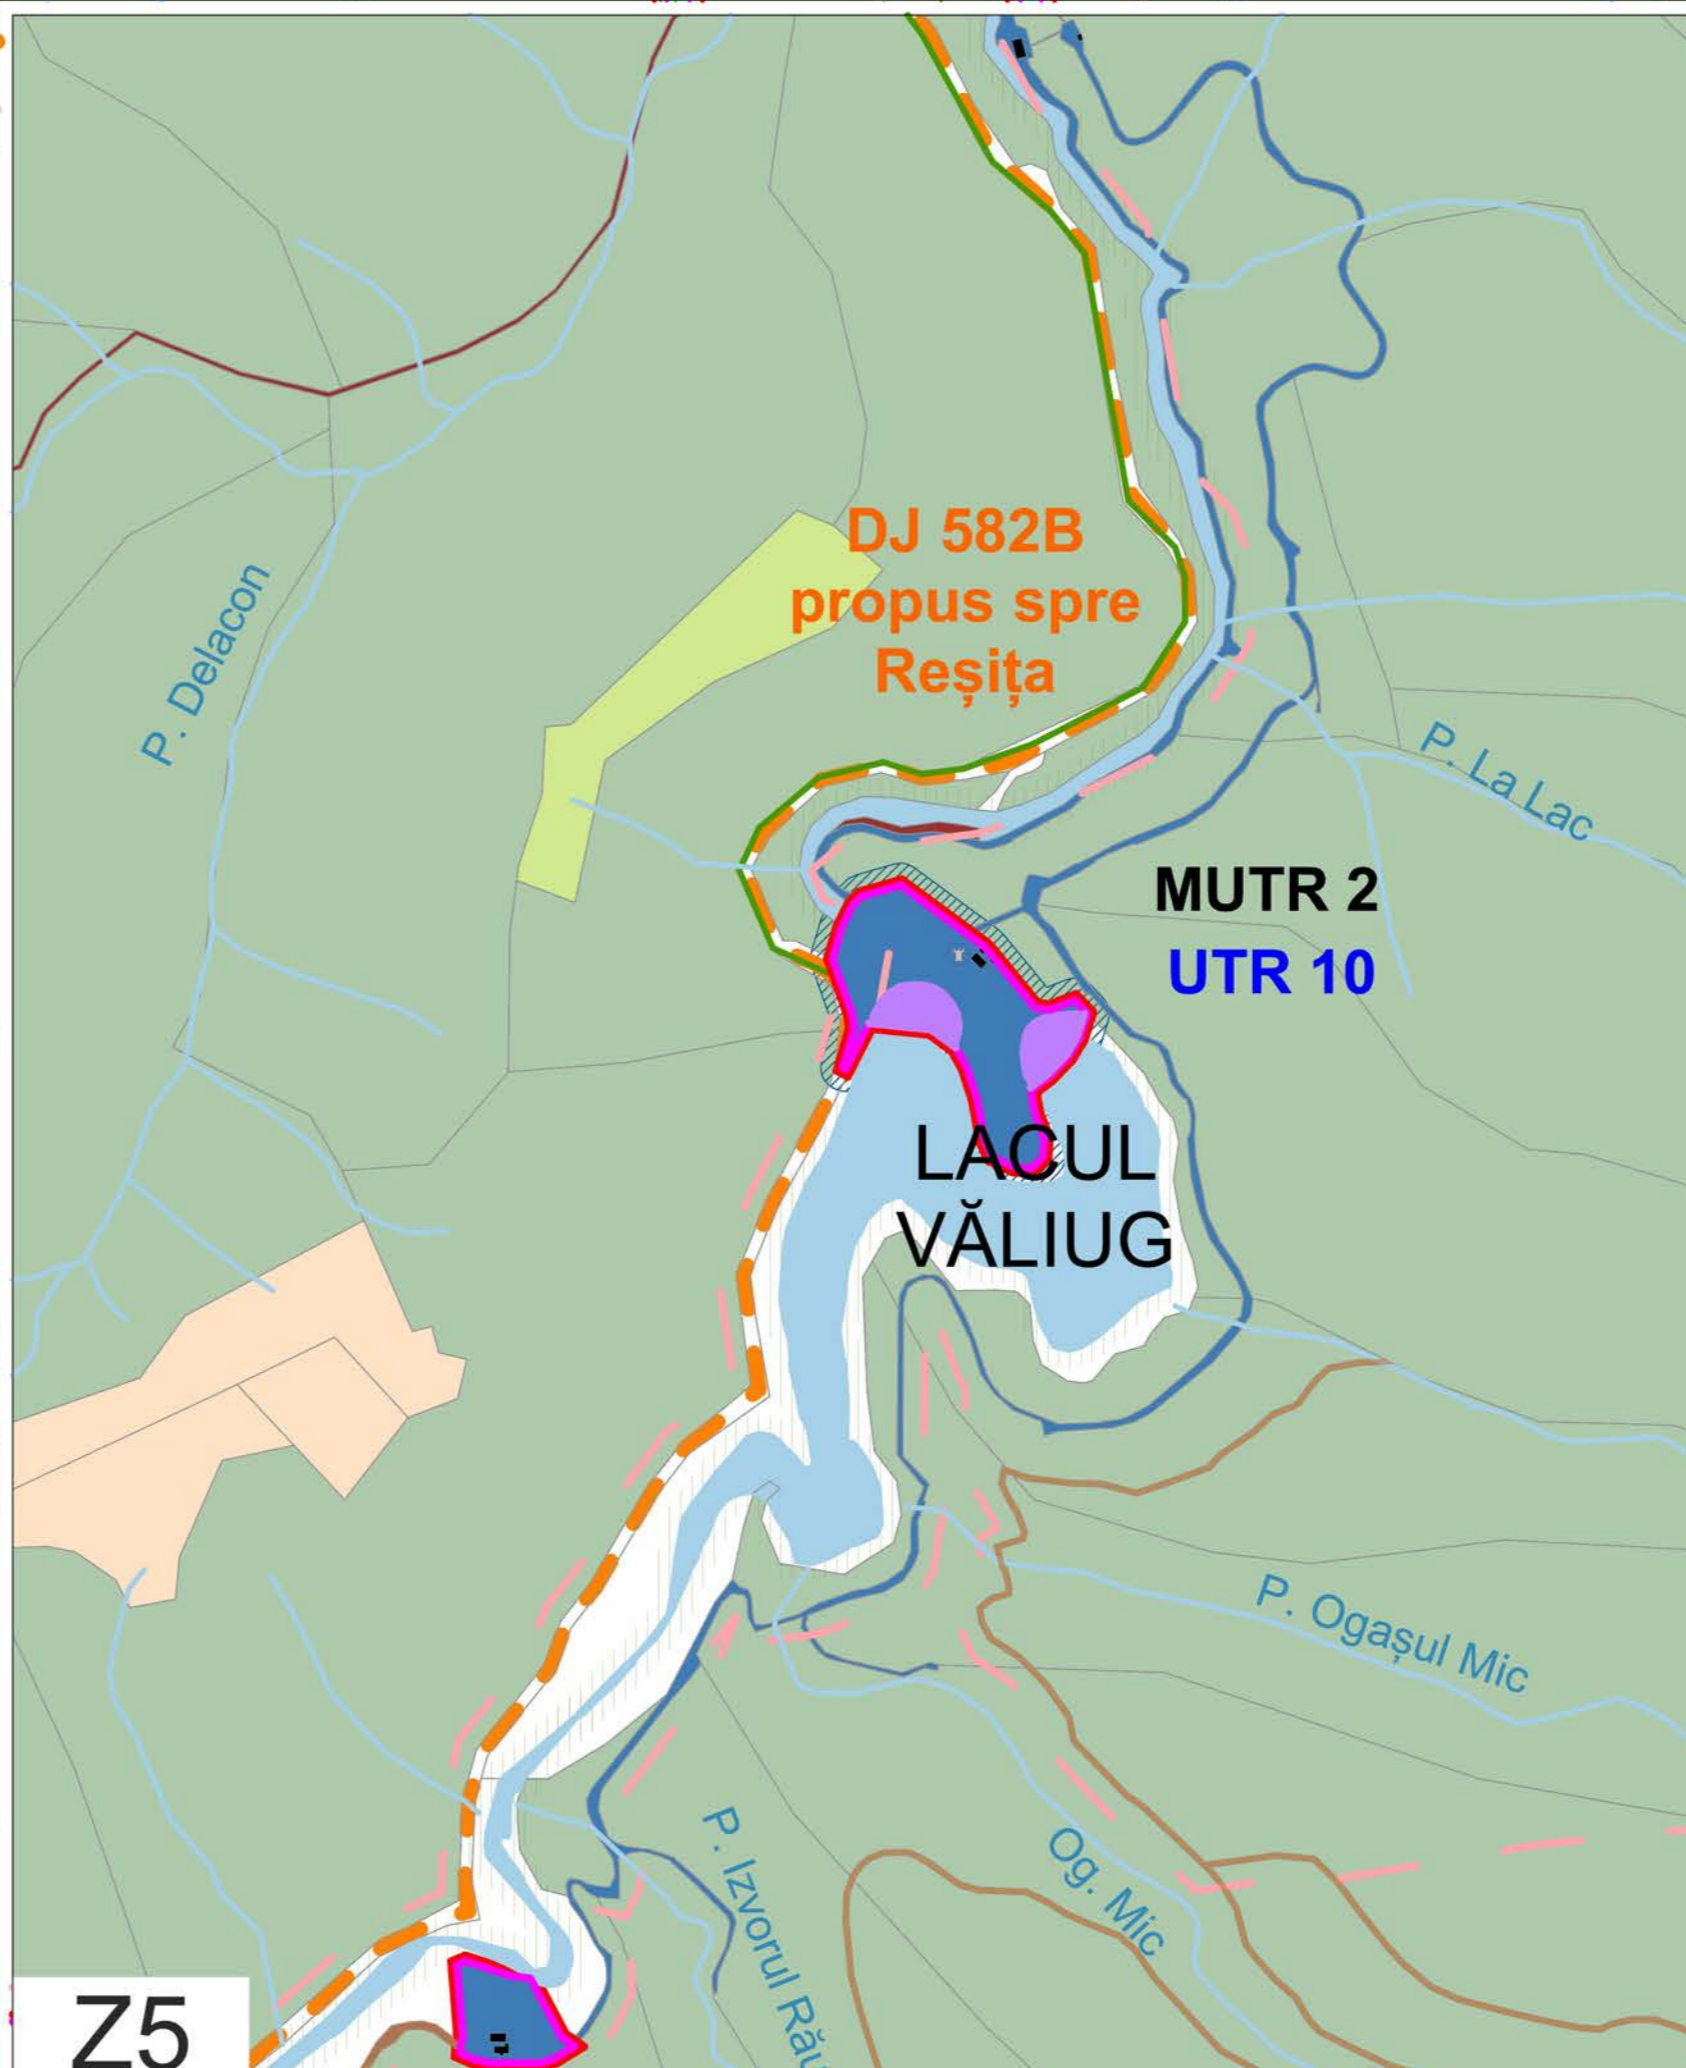 DJ 582B
propus spre
Reșița
P. Delacon
P. La Lac
MUTR 2
UTR 10
LACUL
VĂLIUG
P. Ogașul Mic
P. Izvorul Rău
Og. Mic
Z5